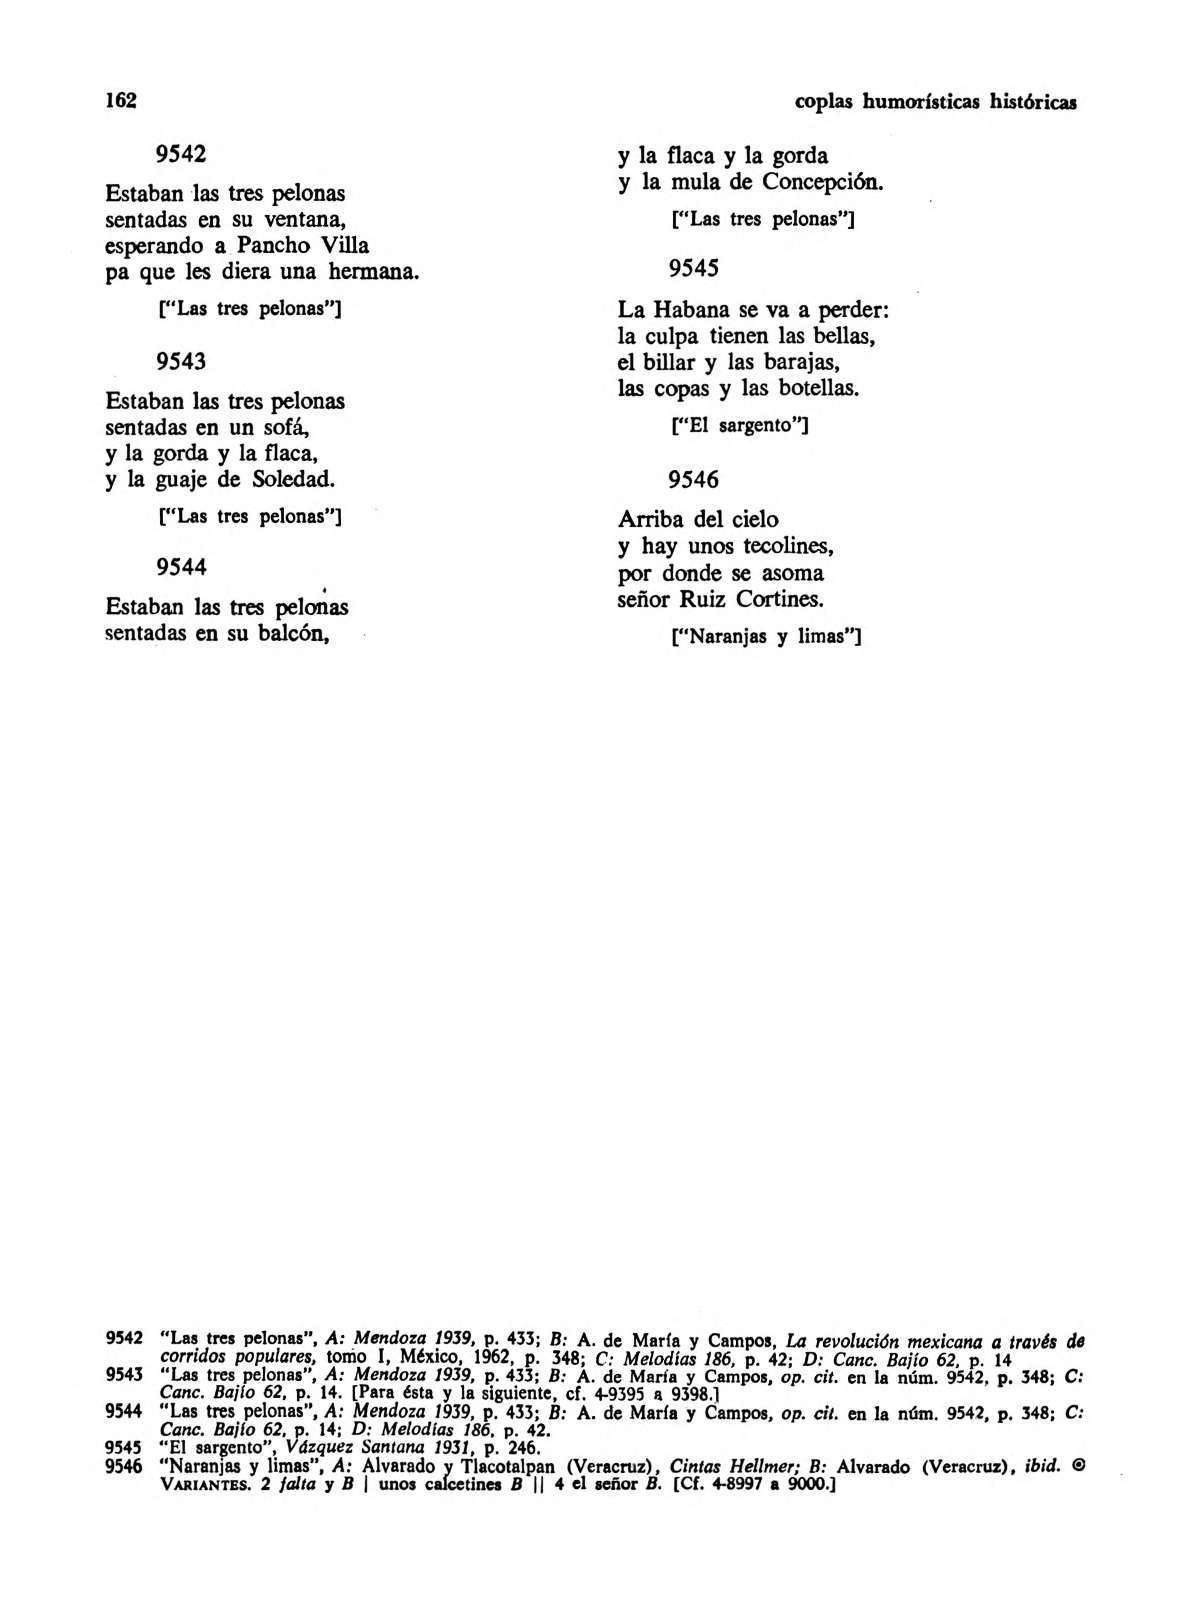 162
coplas humorísticas históricas
9542
Estaban las tres pelonas
sentadas en su ventana,
esperando a Pancho Villa
pa que les diera una hermana.
["Las tres pelonas"]
9543
Estaban las tres pelonas
sentadas en un sofá,
y la gorda y la flaca,
y la guaje de Soledad.
["Las tres pelonas"]
9544
Estaban las tres pelonas
sentadas en su balcón,
y la flaca y la gorda
y la mula de Concepción.
["Las tres pelonas"]
9545
La Habana se va a perder:
la culpa tienen las bellas,
el billar y las barajas,
las copas y las botellas.
["El sargento"]
9546
Arriba del cielo
y hay unos tecolines,
por donde se asoma
señor Ruiz Cortines.
["Naranjas y limas"]
9542 "Las tres pelonas", A: Mendoza 1939, p. 433; B: A. de María y Campos, La revolución mexicana a través de
corridos populares, tomo I, México, 1962, p. 348; C: Melodías 186, p. 42; D: Canc. Bajío 62, p. 14
9543 "Las tres pelonas", A: Mendoza 1939, p. 433; B: A. de María y Campos, op. cit. en la núm. 9542, p. 348; C:
Canc. Bajío 62, p. 14. [Para ésta y la siguiente, cf. 4-9395 a 9398.]
9544 "Las tres pelonas", A: Mendoza 1939, p. 433; B: A. de María y Campos, op. cit. en la núm. 9542, p. 348; C:
Canc. Bajío 62, p. 14; D: Melodías 186, p. 42.
9545 "El sargento", Vázquez Santana 1931, p. 246.
9546 "Naranjas y limas", A: Alvarado y Tlacotalpan (Veracruz), Cintas Hellmer; B: Alvarado (Veracruz), ibid. ©
VARIANTES. 2 falta y B | unos calcetines B || 4 el señor B. [Cf. 4-8997 a 9000.]